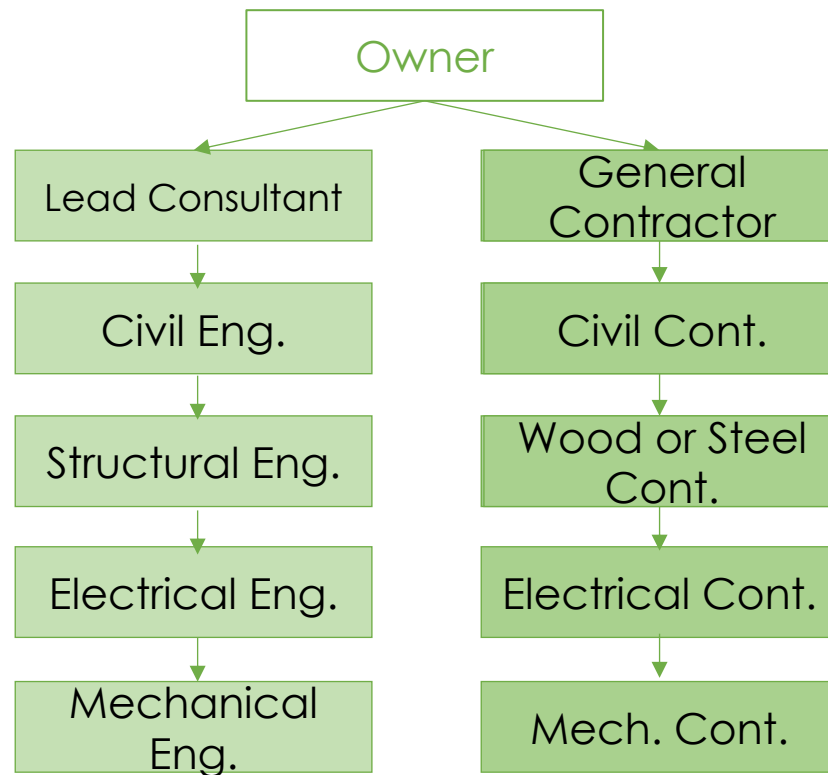 Owner
Lead Consultant
Civil Eng.
Structural Eng.
Electrical Eng.
Mechanical
Eng.
General
Contractor
Civil Cont.
Wood or Steel
Cont.
Electrical Cont.
Mech. Cont.